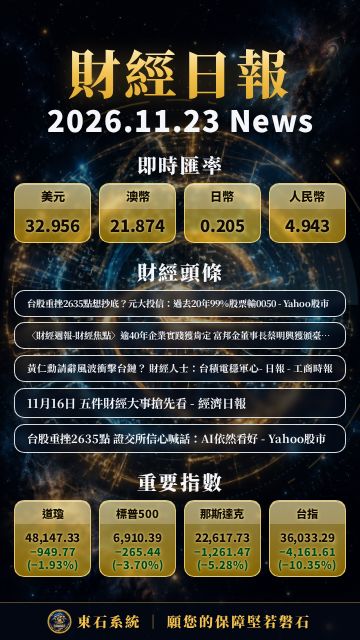 財經日報
2026.11.23 News
即時匯率
美元 澳幣 日幣 人民幣
32.956 21.874 0.205 4.943
財經頭條
台股重挫2635點想抄底？元大投信：過去20年99%股票輸0050 - Yahoo股市
〈財經週報-財經焦點〉逾40年企業實踐獲肯定 富邦金董事長蔡明興獲頒臺…
黃仁勳請辭風波衝擊台鏈？ 財經人士：台積電穩軍心- 日報 - 工商時報
11月16日 五件財經大事搶先看 - 經濟日報
台股重挫2635點 證交所信心喊話：AI依然看好 - Yahoo股市
重要指數
道瓊 標普500 那斯達克 台指
48,147.33 6,910.39 22,617.73 36,033.29
−949.77 −265.44 −1,261.47 −4,161.61
(−1.93%) (−3.70%) (−5.28%) (−10.35%)
東石系統 ｜ 願您的保障堅若磐石